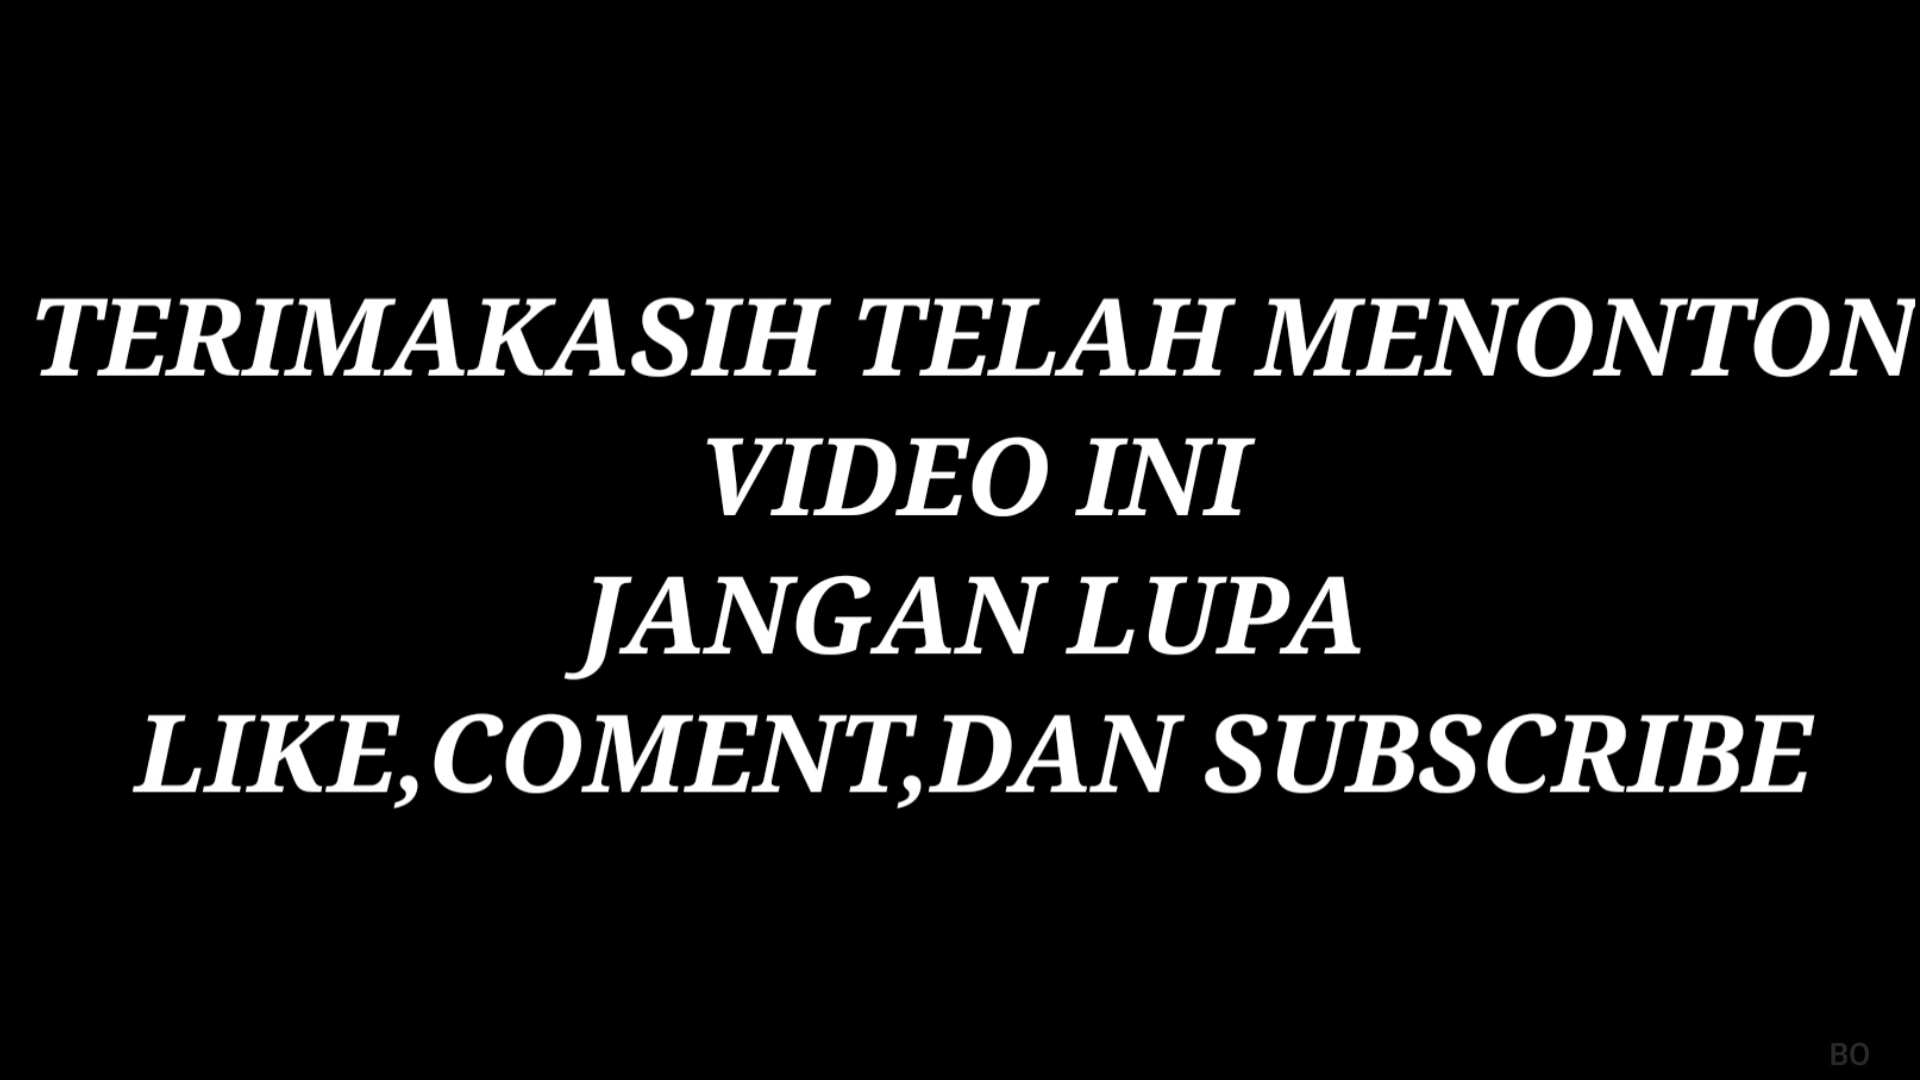 TERIMAKASIH TELAH MENONTON
VIDEO INI
JANGAN LUPA
LIKE,COMENT,DAN SUBSCRIBE
BO